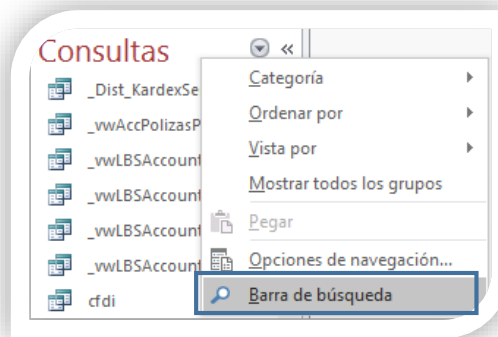 Consultas
_Dist_KardexSe
_vwAccPolizasP
_vwLBSAccount
_vwLBSAccount
_vwLBSAccount
_vwLBSAccount
cfdi
Categoría
Ordenar por
Vista por
Mostrar todos los grupos
Pegar
Opciones de navegación...
Barra de búsqueda